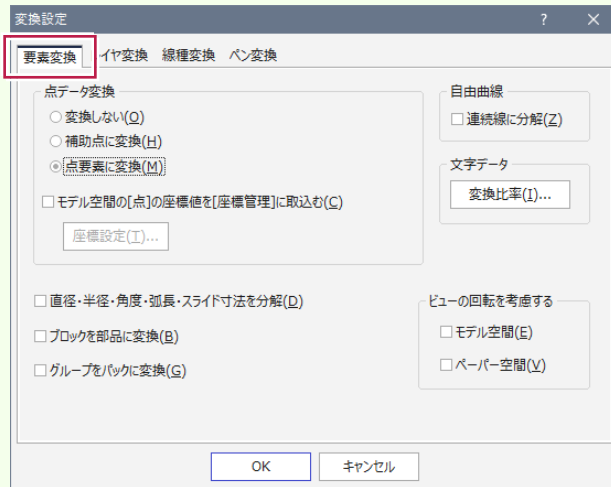 変換設定
? ×
要素変換 イヤ変換 線種変換 ペン変換
点データ変換
変換しない(O)
補助点に変換(H)
点要素に変換(M)
モデル空間の[点]の座標値を[座標管理]に取込む(C)
座標設定(T)...
自由曲線
連続線に分解(Z)
文字データ
変換比率(I)...
直径・半径・角度・弧長・スライド寸法を分解(D)
ブロックを部品に変換(B)
グループをパックに変換(G)
ビューの回転を考慮する
モデル空間(E)
ペーパー空間(V)
OK キャンセル